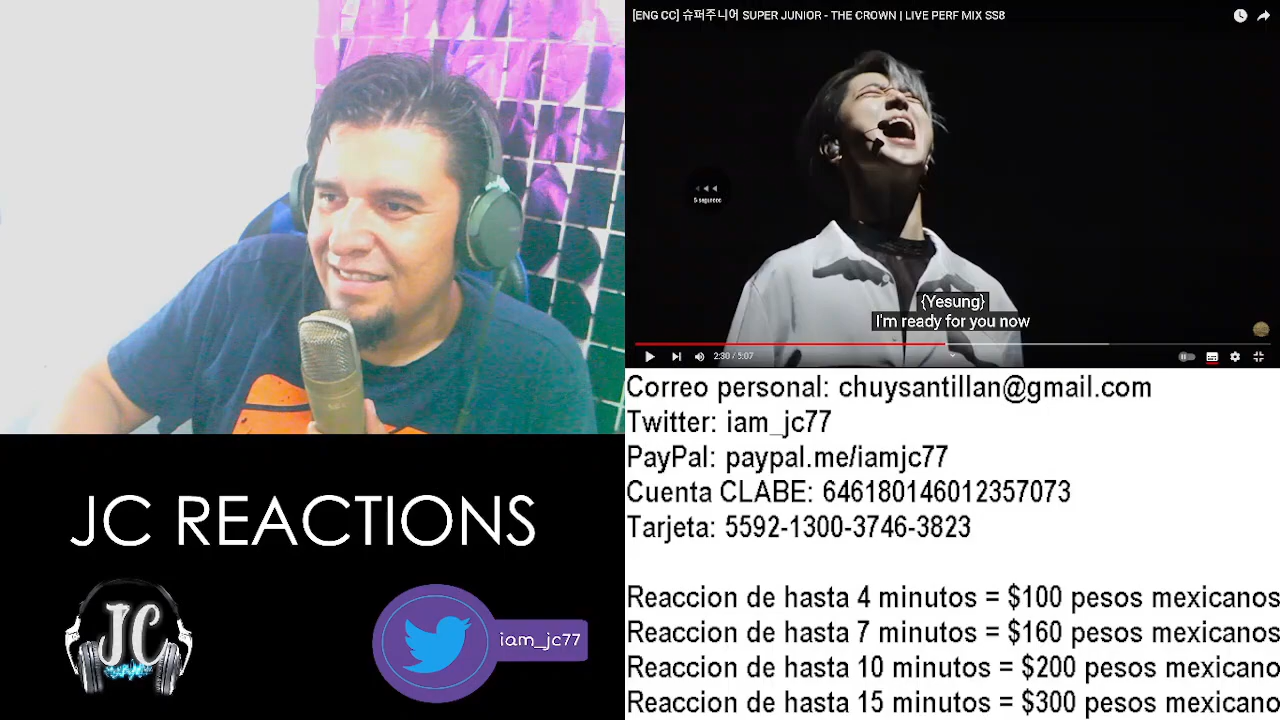 [ENG CC] 슈퍼주니어 SUPER JUNIOR - THE CROWN | LIVE PERF MIX SS8
5 segundos
{Yesung}
I'm ready for you now
2:30 / 5:07
Correo personal: chuysantillan@gmail.com
Twitter: iam_jc77
PayPal: paypal.me/iamjc77
Cuenta CLABE: 646180146012357073
Tarjeta: 5592-1300-3746-3823
Reaccion de hasta 4 minutos = $100 pesos mexicanos
Reaccion de hasta 7 minutos = $160 pesos mexicanos
Reaccion de hasta 10 minutos = $200 pesos mexicano
Reaccion de hasta 15 minutos = $300 pesos mexicano
JC REACTIONS
JC
iam_jc77